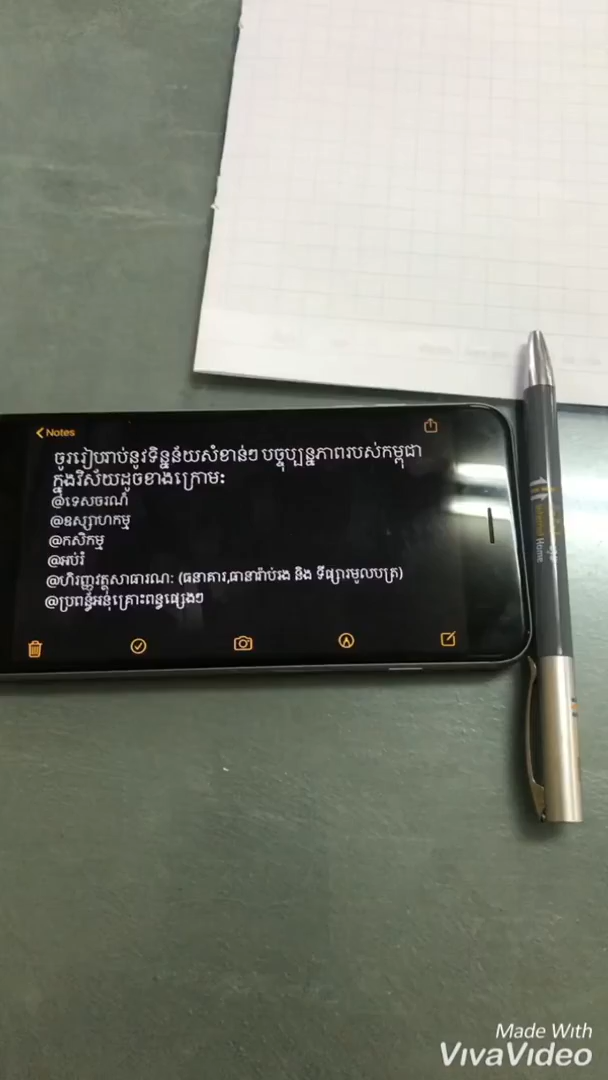 Notes
ចូររៀបរាប់នូវទិន្នន័យសំខាន់ៗ បច្ចុប្បន្នភាពរបស់កម្ពុជា
ក្នុងវិស័យដូចខាងក្រោម:
@ទេសចរណ៍
@ឧស្សាហកម្ម
@កសិកម្ម
@អប់រំ
@ហិរញ្ញវត្ថុសាធារណៈ (ធនាគារ,ធានារ៉ាប់រង និង ទីផ្សារមូលបត្រ)
@ប្រពន្ធ័អនុគ្រោះពន្ធផ្សេងៗ
Home
Made With
VivaVideo